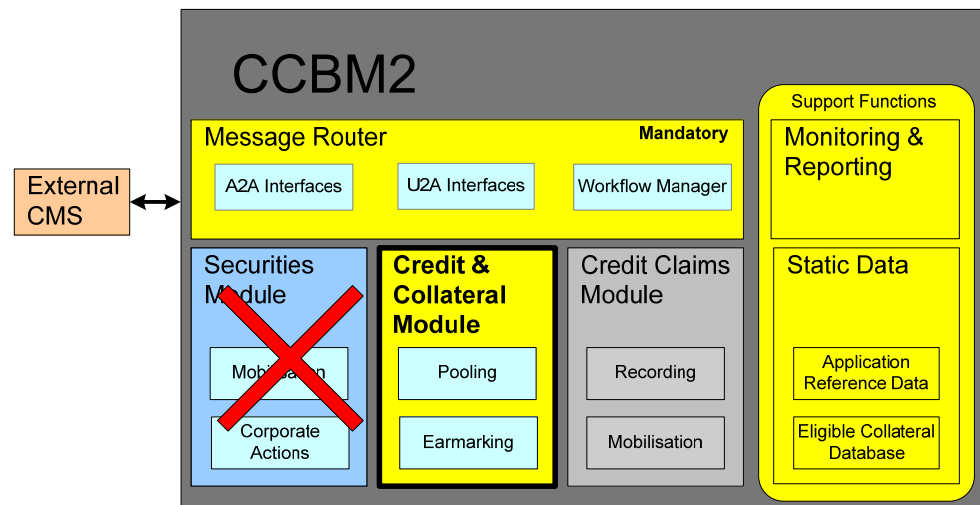 CCBM2
Support Functions
Message Router
Mandatory
A2A Interfaces
U2A Interfaces
Workflow Manager
Monitoring &
Reporting
External
CMS
Securities
Module
Mobilisation
Corporate
Actions
Credit &
Collateral
Module
Pooling
Earmarking
Credit Claims
Module
Recording
Mobilisation
Static Data
Application
Reference Data
Eligible Collateral
Database